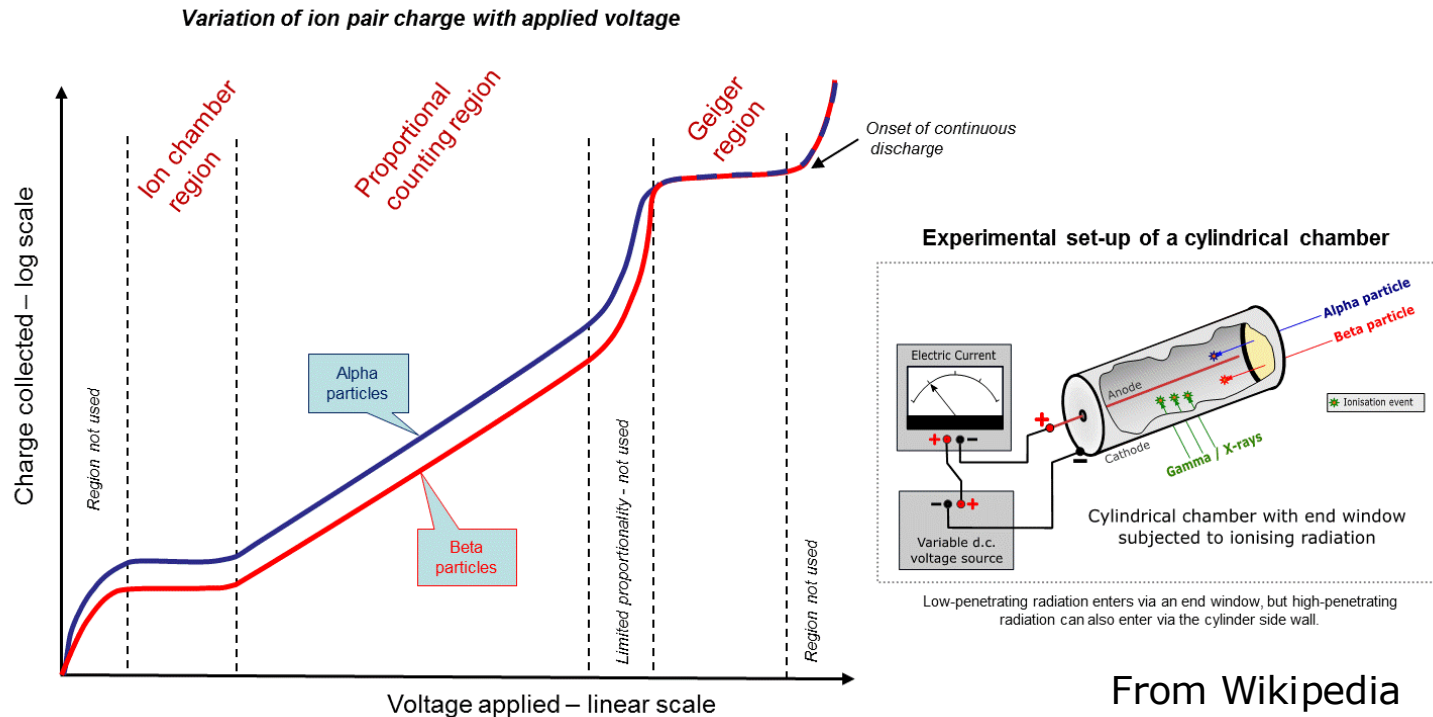 Variation of ion pair charge with applied voltage
Ion chamber
region
Proportional
counting region
Geiger
region
Onset of continuous
discharge
Charge collected – log scale
Region not used
Alpha
particles
Beta
particles
Limited proportionality - not used
Region not used
Voltage applied – linear scale
Experimental set-up of a cylindrical chamber
Alpha particle
Beta particle
Electric Current
Anode
Ionisation event
+
+ -
Cathode
-
Gamma / X-rays
- +
Variable d.c.
voltage source
Cylindrical chamber with end window
subjected to ionising radiation
Low-penetrating radiation enters via an end window, but high-penetrating
radiation can also enter via the cylinder side wall.
From Wikipedia